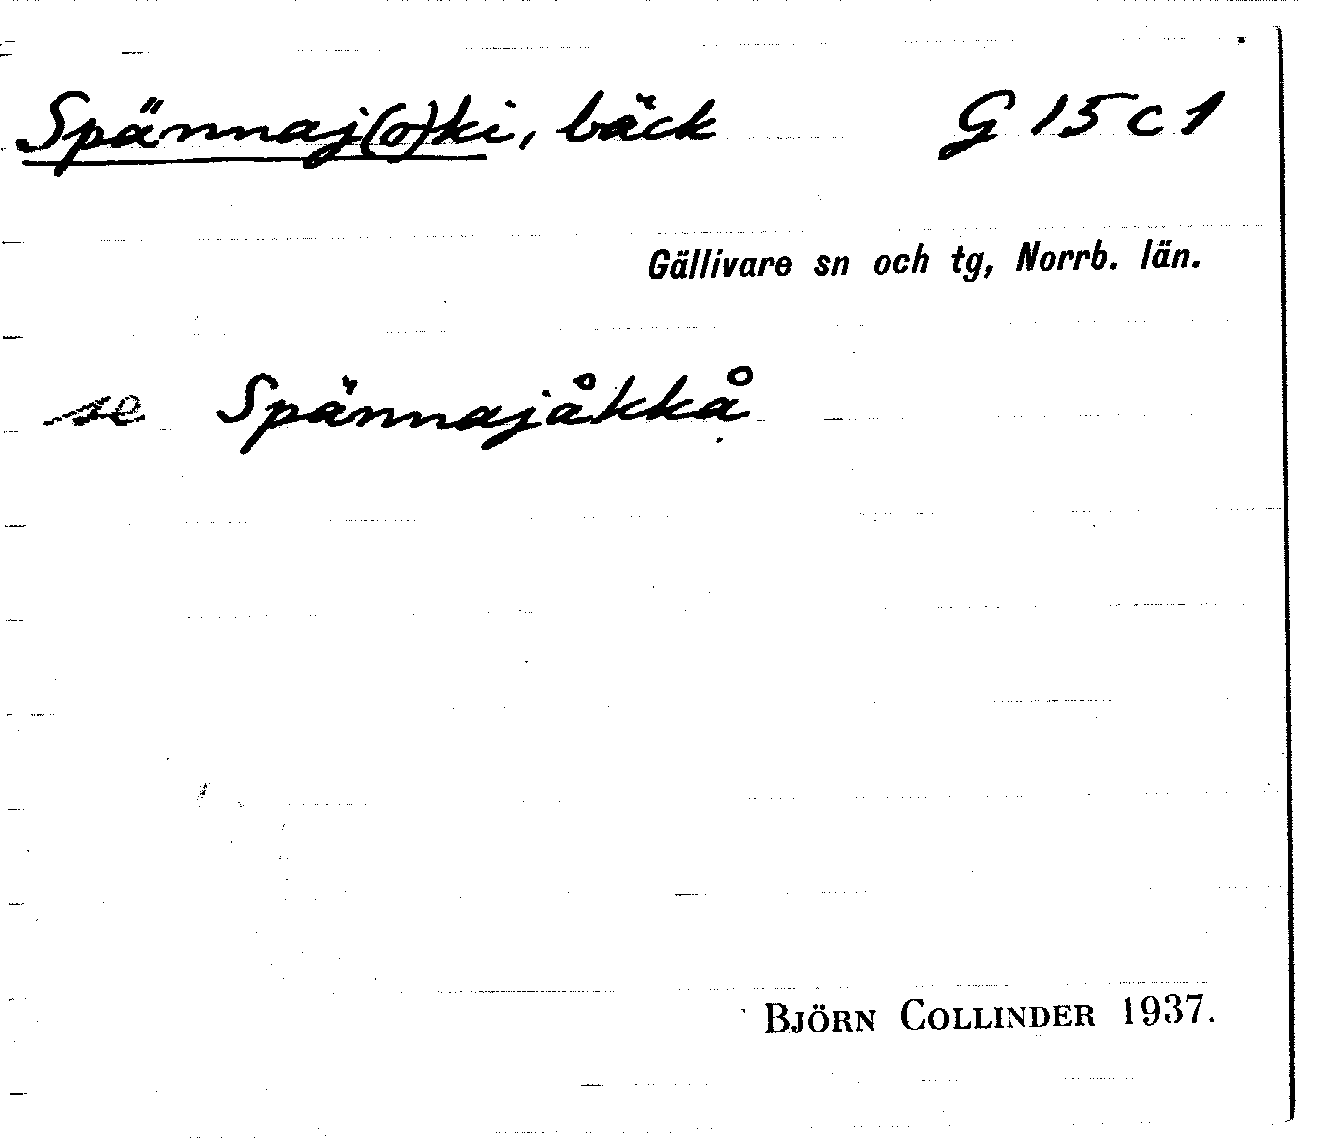 Spännaj(o)ki, bäck G 15 c 1
Gällivare sn och tg, Norrb. län.
se Spännajåkkå
BJÖRN COLLINDER 1937.